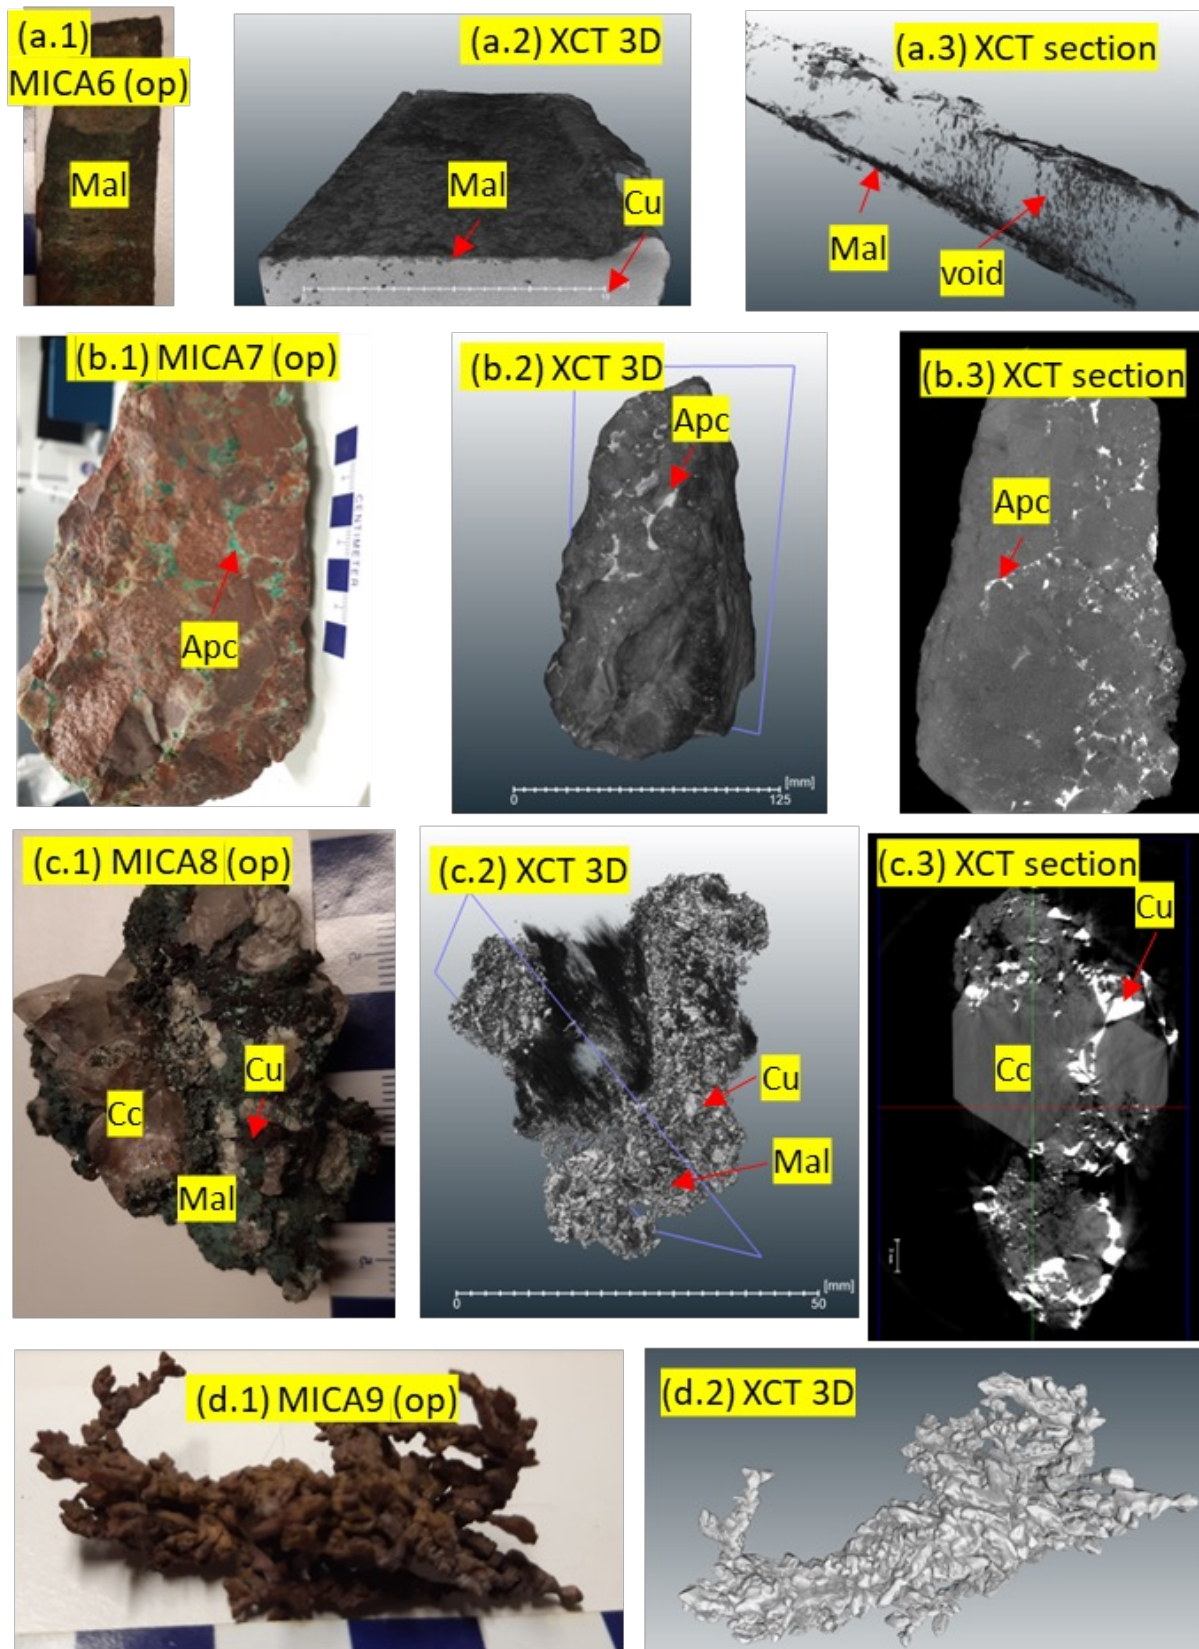 (a.1)
MICA6 (op)
Mal
(a.2) XCT 3D
Mal
Cu
(a.3) XCT section
Mal
void
(b.1) MICA7 (op)
Apc
CENTIMETER
(b.2) XCT 3D
Apc
[mm]
0
125
(b.3) XCT section
Apc
(c.1) MICA8 (op)
Cu
Cc
Mal
(c.2) XCT 3D
Cu
Mal
[mm]
0
50
(c.3) XCT section
Cu
Cc
(d.1) MICA9 (op)
(d.2) XCT 3D